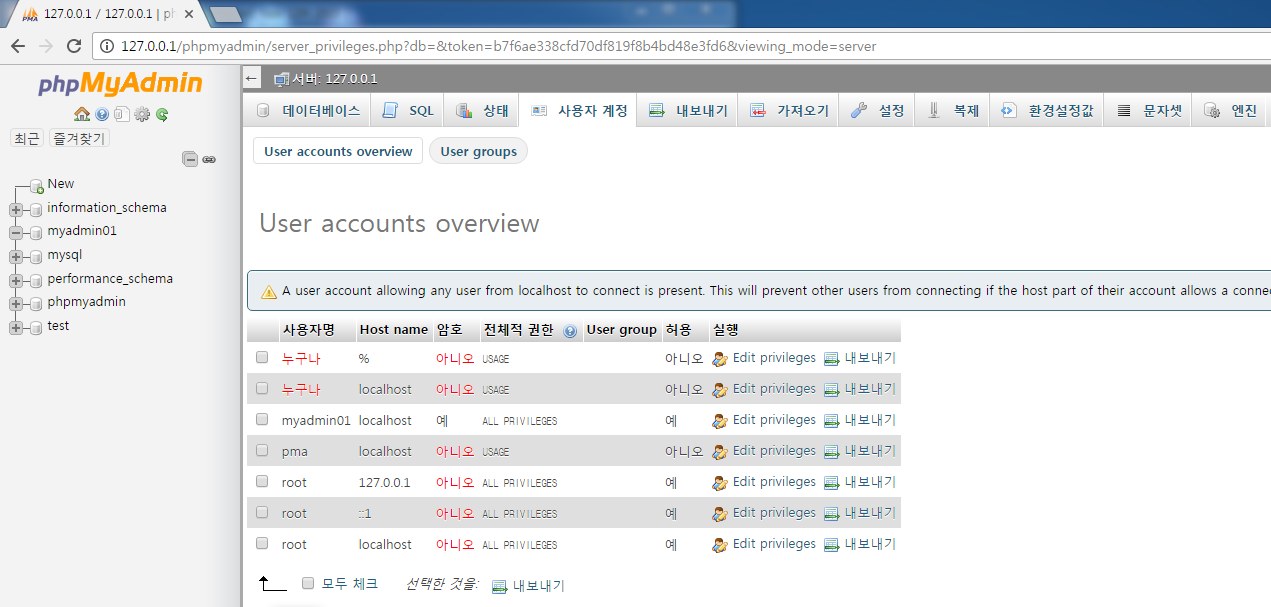 PMA 127.0.0.1 / 127.0.0.1 | ph
127.0.0.1/phpmyadmin/server_privileges.php?db=&token=b7f6ae338cfd70df819f8b4bd48e3fd6&viewing_mode=server
phpMyAdmin
최근 즐겨찾기
New
information_schema
myadmin01
mysql
performance_schema
phpmyadmin
test
서버: 127.0.0.1
데이터베이스 SQL 상태 사용자 계정 내보내기 가져오기 설정 복제 환경설정값 문자셋 엔진
User accounts overview User groups
User accounts overview
A user account allowing any user from localhost to connect is present. This will prevent other users from connecting if the host part of their account allows a conne
사용자명 Host name 암호 전체적 권한 User group 허용 실행
누구나 % 아니오 USAGE 아니오 Edit privileges 내보내기
누구나 localhost 아니오 USAGE 아니오 Edit privileges 내보내기
myadmin01 localhost 예 ALL PRIVILEGES 예 Edit privileges 내보내기
pma localhost 아니오 USAGE 아니오 Edit privileges 내보내기
root 127.0.0.1 아니오 ALL PRIVILEGES 예 Edit privileges 내보내기
root ::1 아니오 ALL PRIVILEGES 예 Edit privileges 내보내기
root localhost 아니오 ALL PRIVILEGES 예 Edit privileges 내보내기
모두 체크 선택한 것을: 내보내기